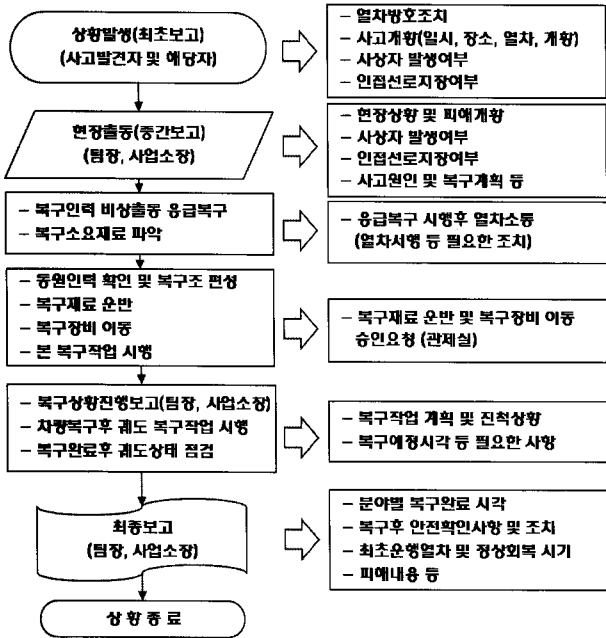 상황발생(최초보고)
(사고발견자 및 해당자)
– 열차방호조치
– 사고개황(일시, 장소, 열차, 개황)
– 사상자 발생여부
– 인접선로지장여부
현장출동(중간보고)
(팀장, 사업소장)
– 현장상황 및 피해개황
– 사상자 발생여부
– 인접선로지장여부
– 사고원인 및 복구계획 등
– 복구인력 비상출동 응급복구
– 복구소요재료 파악
– 응급복구 시행후 열차소통
(열차서행 등 필요한 조치)
– 동원인력 확인 및 복구조 편성
– 복구재료 운반
– 복구장비 이동
– 본 복구작업 시행
– 복구재료 운반 및 복구장비 이동
승인요청 (관제실)
– 복구상황진행보고(팀장, 사업소장)
– 차량복구후 궤도 복구작업 시행
– 복구완료후 궤도상태 점검
– 복구작업 계획 및 진척상황
– 복구예정시각 등 필요한 사항
최종보고
(팀장, 사업소장)
– 분야별 복구완료 시각
– 복구후 안전확인사항 및 조치
– 최초운행열차 및 정상회복 시기
– 피해내용 등
상 황 종 료